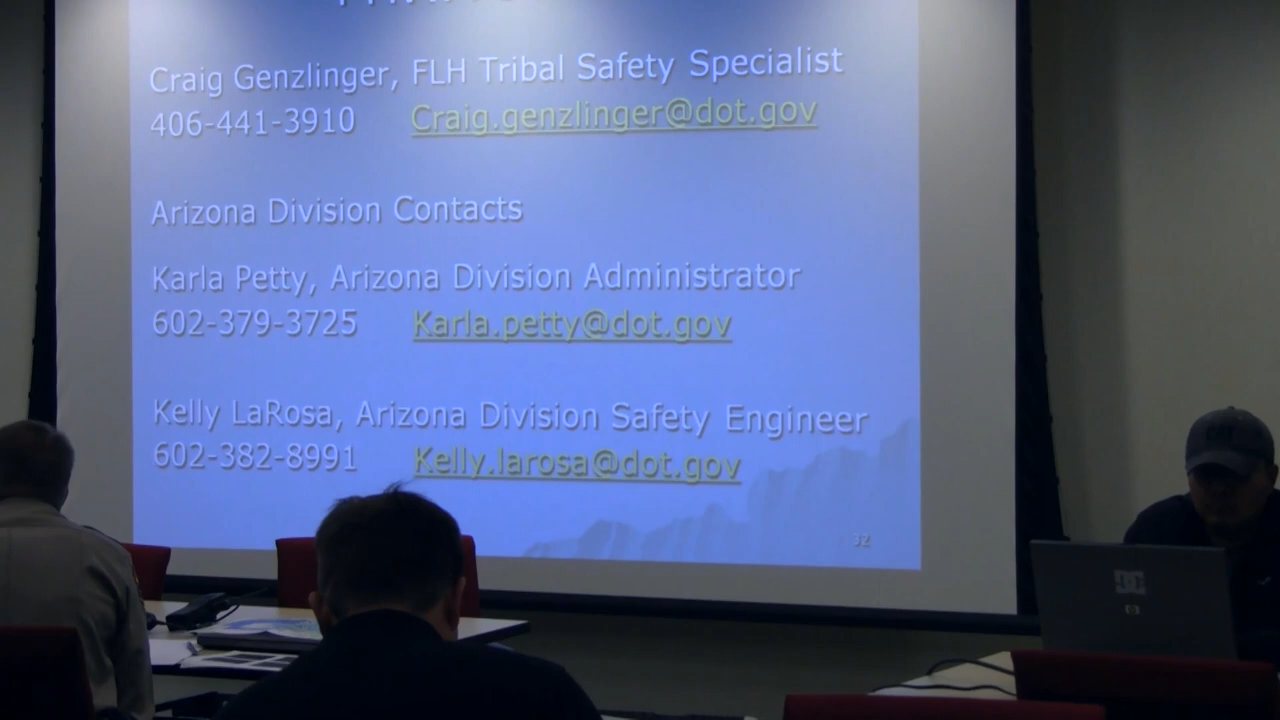 Craig Genzlinger, FLH Tribal Safety Specialist
406-441-3910 Craig.genzlinger@dot.gov
Arizona Division Contacts
Karla Petty, Arizona Division Administrator
602-379-3725 Karla.petty@dot.gov
Kelly LaRosa, Arizona Division Safety Engineer
602-382-8991 Kelly.larosa@dot.gov
32
DC
hp